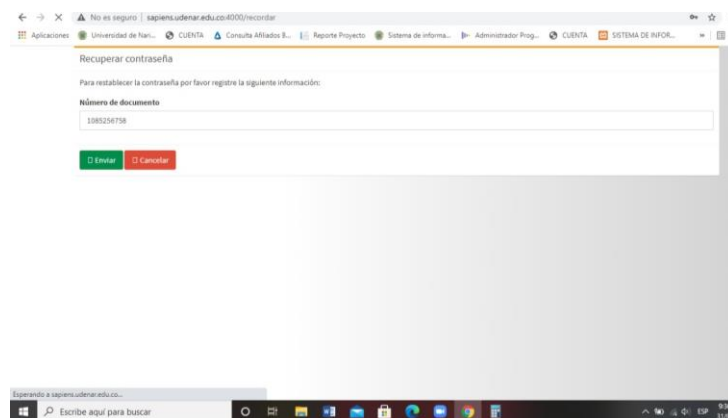 No es seguro | sapiens.udenar.edu.co:4000/recordar
Aplicaciones Universidad de Nari... CUENTA Consulta Afiliados B... Reporte Proyecto Sistema de informa... Administrador Prog... CUENTA SISTEMA DE INFOR... »
Recuperar contraseña
Para restablecer la contraseña por favor registre la siguiente información:
Número de documento
1085256758
Enviar Cancelar
Esperando a sapiens.udenar.edu.co...
Escribe aquí para buscar
ESP